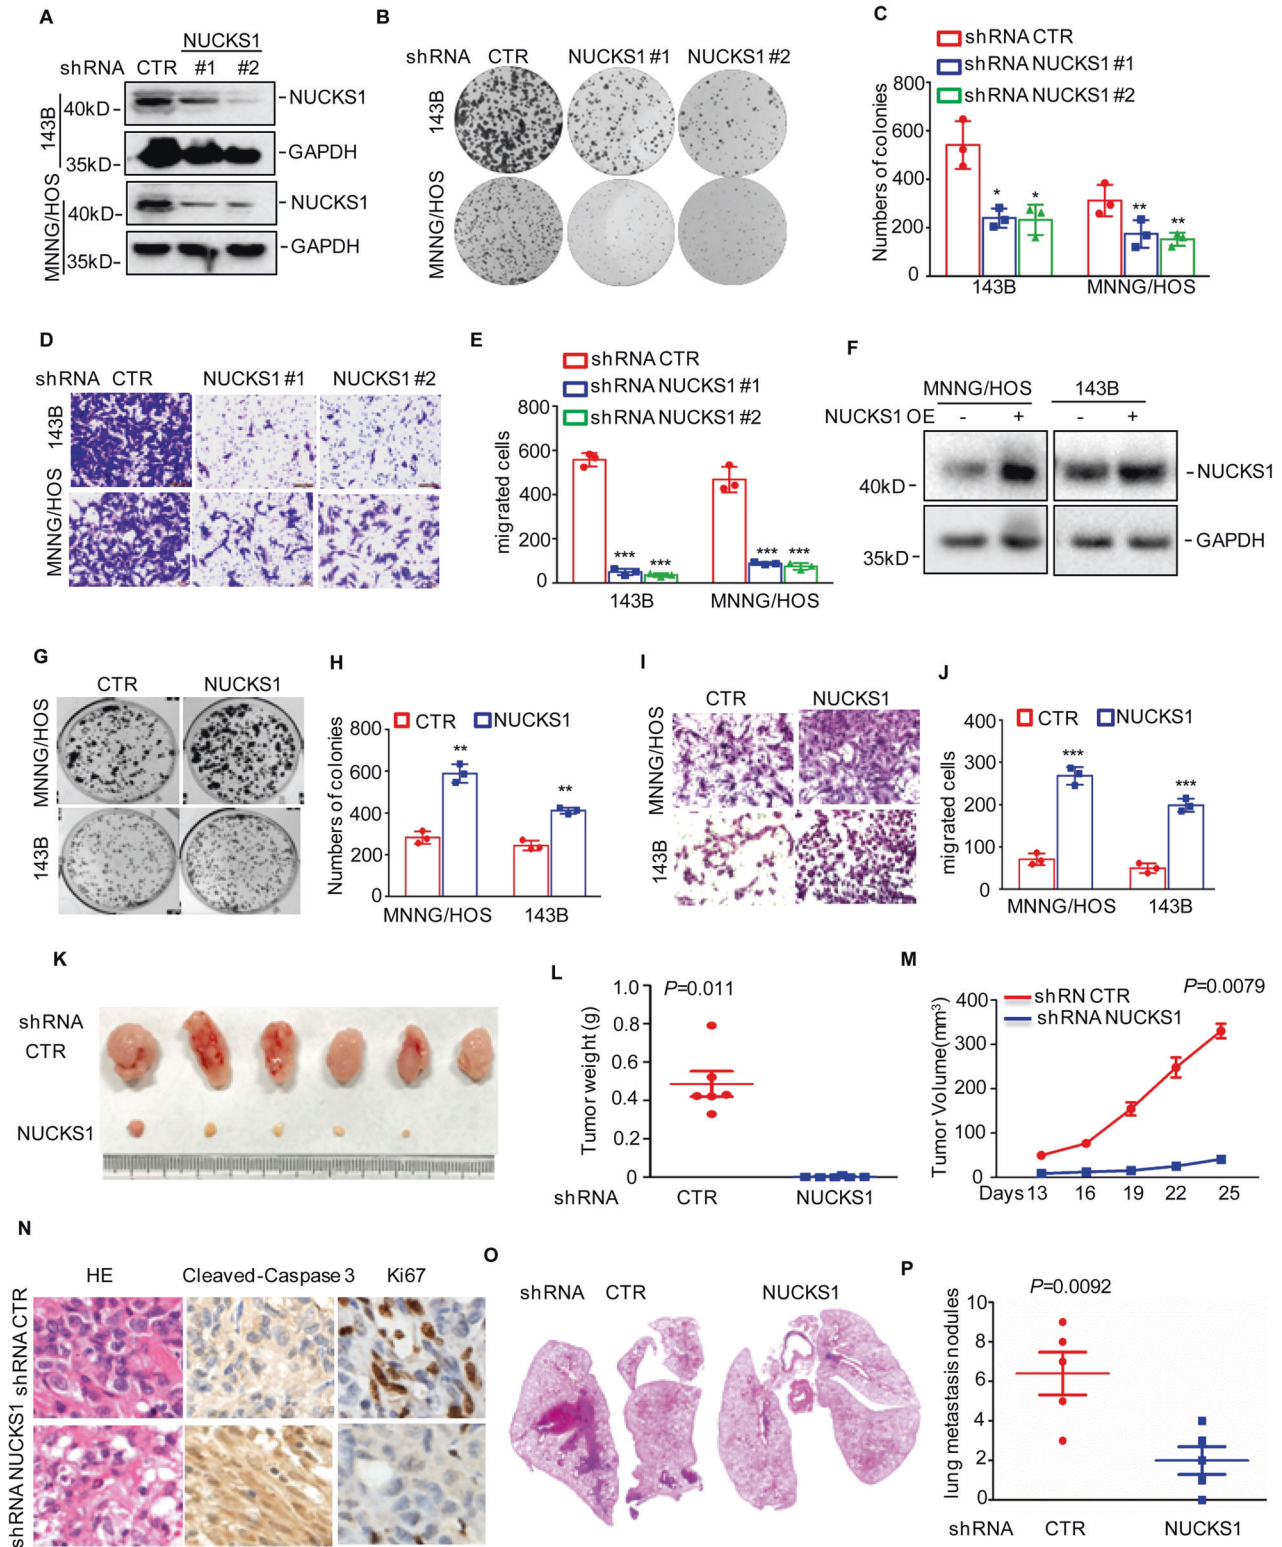 A
NUCKS1
shRNA CTR #1 #2
143B
40kD-
-NUCKS1
35kD-
-GAPDH
MNNG/HOS
40kD-
-NUCKS1
35kD-
-GAPDH
B
shRNA CTR NUCKS1 #1 NUCKS1 #2
143B
MNNG/HOS
C
shRNA CTR
shRNA NUCKS1 #1
shRNA NUCKS1 #2
Numbers of colonies
800
600
400
200
0
* *
** **
143B MNNG/HOS
D
shRNA CTR NUCKS1 #1 NUCKS1 #2
143B
MNNG/HOS
E
shRNA CTR
shRNA NUCKS1 #1
shRNA NUCKS1 #2
migrated cells
800
600
400
200
0
*** ***
*** ***
143B MNNG/HOS
F
MNNG/HOS 143B
NUCKS1 OE - + - +
40kD-
-NUCKS1
35kD-
-GAPDH
G
CTR NUCKS1
MNNG/HOS
143B
H
CTR NUCKS1
Numbers of colonies
800
600
400
200
0
**
**
MNNG/HOS 143B
I
CTR NUCKS1
MNNG/HOS
143B
J
CTR NUCKS1
migrated cells
400
300
200
100
0
***
***
MNNG/HOS 143B
K
shRNA
CTR
NUCKS1
L
P=0.011
Tumor weight (g)
1.0
0.8
0.6
0.4
0.2
0
shRNA CTR NUCKS1
M
shRN CTR
shRNA NUCKS1
P=0.0079
Tumor Volume(mm³)
400
300
200
100
0
Days 13 16 19 22 25
N
HE Cleaved-Caspase 3 Ki67
shRNA CTR
shRNA NUCKS1
O
shRNA CTR NUCKS1
P
P=0.0092
lung metastasis nodules
10
8
6
4
2
0
shRNA CTR NUCKS1